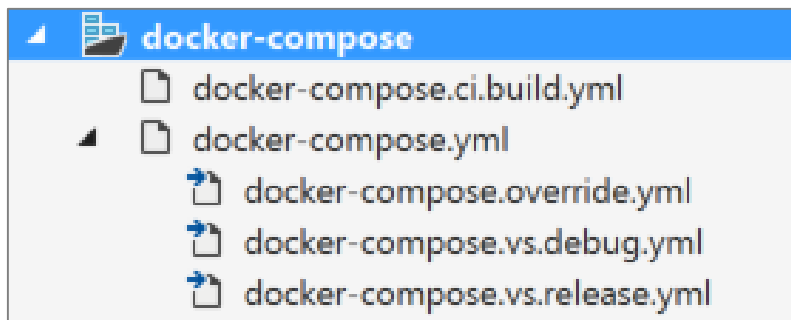 docker-compose
docker-compose.ci.build.yml
docker-compose.yml
docker-compose.override.yml
docker-compose.vs.debug.yml
docker-compose.vs.release.yml